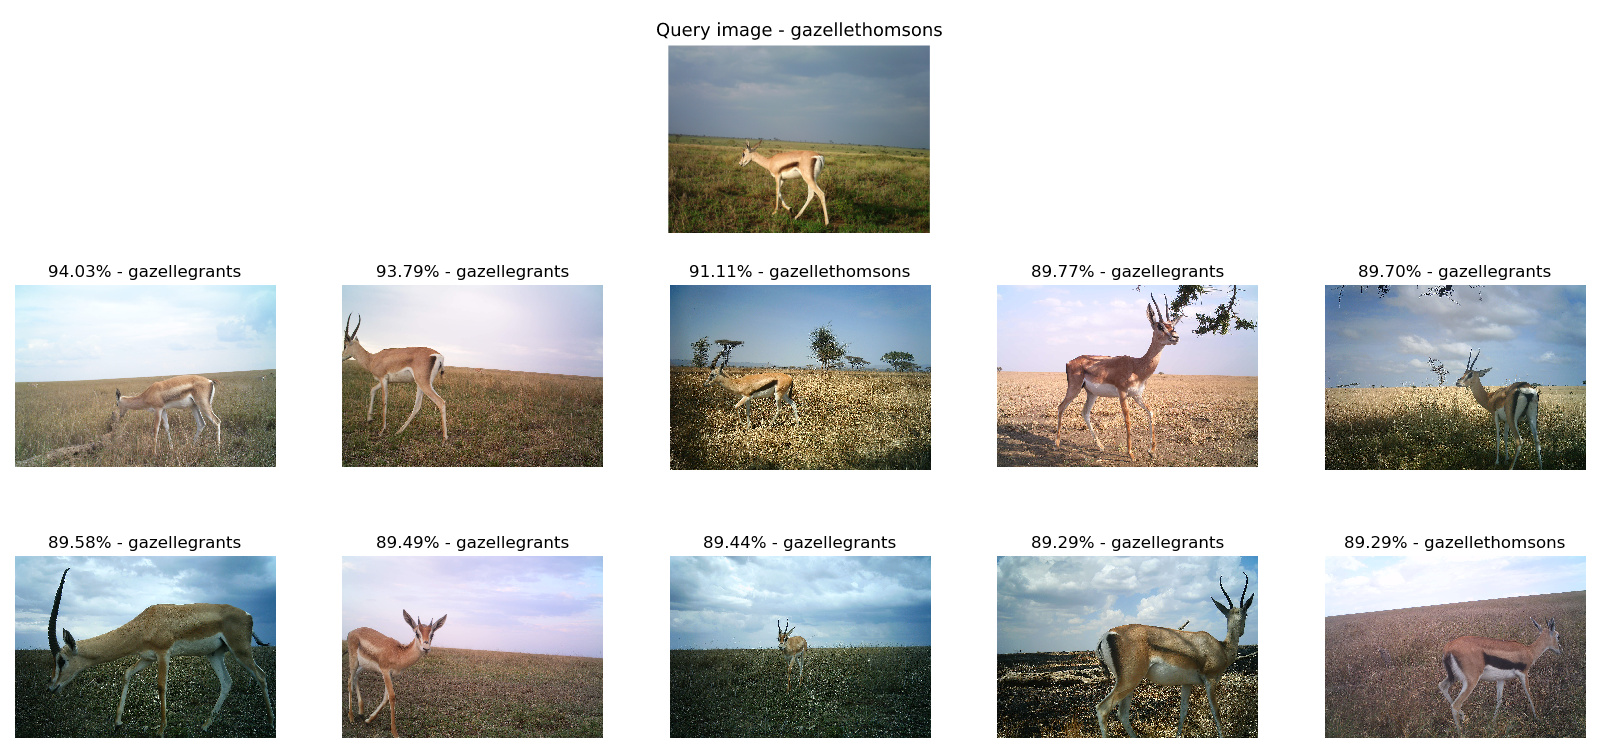 Query image - gazellethomsons
94.03% - gazellegrants
93.79% - gazellegrants
91.11% - gazellethomsons
89.77% - gazellegrants
89.70% - gazellegrants
89.58% - gazellegrants
89.49% - gazellegrants
89.44% - gazellegrants
89.29% - gazellegrants
89.29% - gazellethomsons